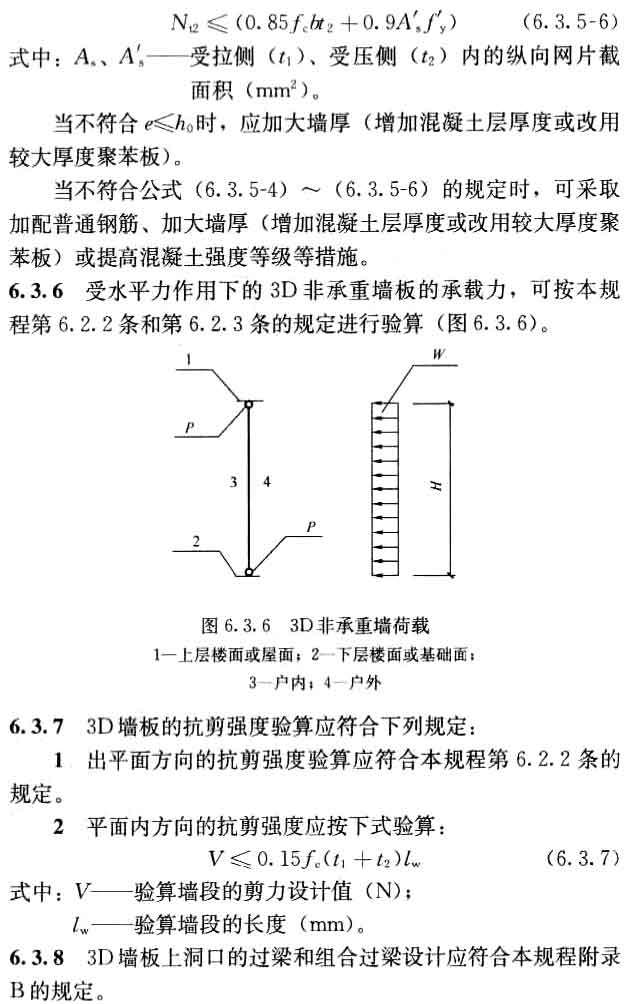 N_{t2} ≤ (0.85f_c bt_2 + 0.9A'_s f'_y) (6.3.5-6)
式中：A_s、A'_s——受拉侧（t_1）、受压侧（t_2）内的纵向网片截
面积（mm²）。
当不符合 e≤h_0时，应加大墙厚（增加混凝土层厚度或改用
较大厚度聚苯板）。
当不符合公式（6.3.5-4）～（6.3.5-6）的规定时，可采取
加配普通钢筋、加大墙厚（增加混凝土层厚度或改用较大厚度聚
苯板）或提高混凝土强度等级等措施。
6.3.6 受水平力作用下的 3D 非承重墙板的承载力，可按本规
程第 6.2.2 条和第 6.2.3 条的规定进行验算（图 6.3.6）。
1
W
P
3 4
H
P
2
图 6.3.6 3D 非承重墙荷载
1—上层楼面或屋面；2—下层楼面或基础面；
3—户内；4—户外
6.3.7 3D 墙板的抗剪强度验算应符合下列规定：
1 出平面方向的抗剪强度验算应符合本规程第 6.2.2 条的
规定。
2 平面内方向的抗剪强度应按下式验算：
V ≤ 0.15f_c(t_1 + t_2)l_w (6.3.7)
式中：V——验算墙段的剪力设计值（N）；
l_w——验算墙段的长度（mm）。
6.3.8 3D 墙板上洞口的过梁和组合过梁设计应符合本规程附录
B 的规定。